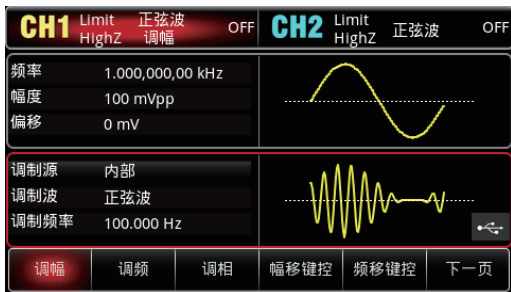 CH1 Limit 正弦波 OFF CH2 Limit 正弦波 OFF
HighZ 调幅 HighZ
频率 1.000,000,00 kHz
幅度 100 mVpp
偏移 0 mV
调制源 内部
调制波 正弦波
调制频率 100.000 Hz
调幅 调频 调相 幅移键控 频移键控 下一页